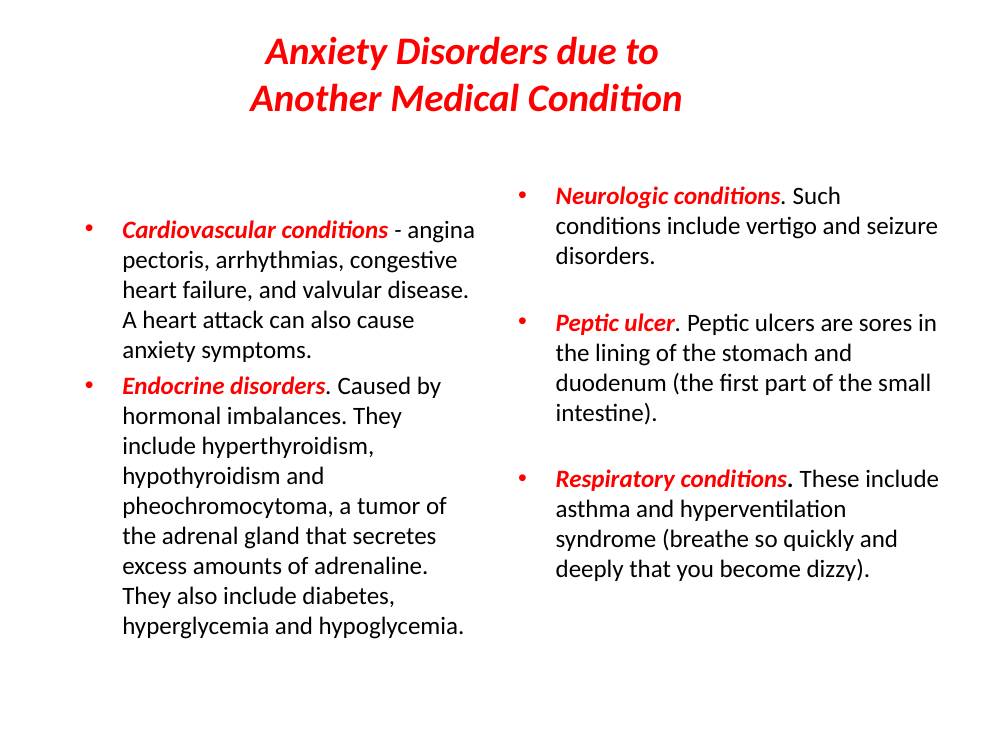 Anxiety Disorders due to
Another Medical Condition
• Cardiovascular conditions - angina
pectoris, arrhythmias, congestive
heart failure, and valvular disease.
A heart attack can also cause
anxiety symptoms.
• Endocrine disorders. Caused by
hormonal imbalances. They
include hyperthyroidism,
hypothyroidism and
pheochromocytoma, a tumor of
the adrenal gland that secretes
excess amounts of adrenaline.
They also include diabetes,
hyperglycemia and hypoglycemia.
• Neurologic conditions. Such
conditions include vertigo and seizure
disorders.
• Peptic ulcer. Peptic ulcers are sores in
the lining of the stomach and
duodenum (the first part of the small
intestine).
• Respiratory conditions. These include
asthma and hyperventilation
syndrome (breathe so quickly and
deeply that you become dizzy).